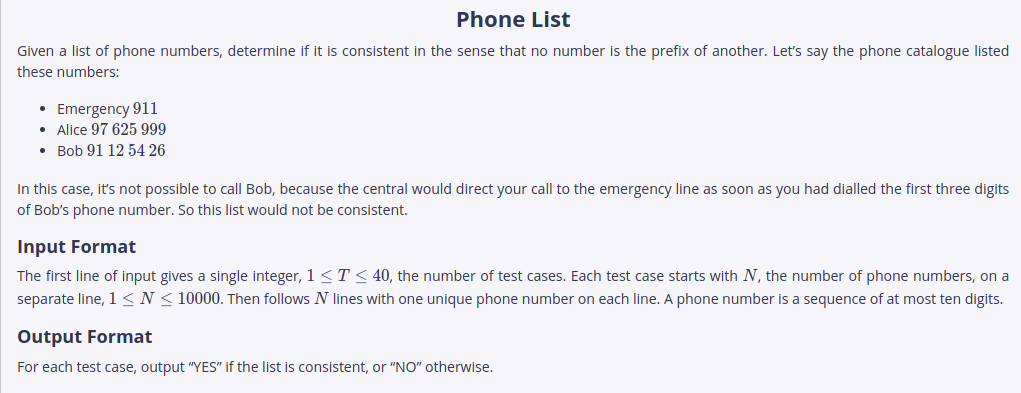 Phone List
Given a list of phone numbers, determine if it is consistent in the sense that no number is the prefix of another. Let’s say the phone catalogue listed
these numbers:
• Emergency 911
• Alice 97 625 999
• Bob 91 12 54 26
In this case, it’s not possible to call Bob, because the central would direct your call to the emergency line as soon as you had dialled the first three digits
of Bob’s phone number. So this list would not be consistent.
Input Format
The first line of input gives a single integer, 1 ≤ T ≤ 40, the number of test cases. Each test case starts with N, the number of phone numbers, on a
separate line, 1 ≤ N ≤ 10000. Then follows N lines with one unique phone number on each line. A phone number is a sequence of at most ten digits.
Output Format
For each test case, output “YES” if the list is consistent, or “NO” otherwise.